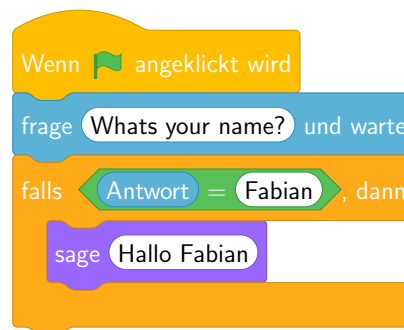 Wenn angeklickt wird
frage Whats your name? und warte
falls Antwort = Fabian , dann
sage Hallo Fabian